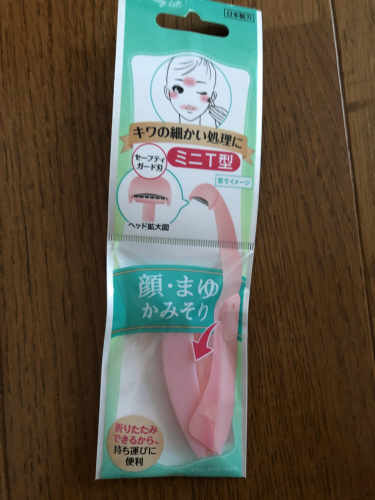 日本製刃
キワの細かい処理に
セーフティ
ガード刃
ミニT型
実寸イメージ
ヘッド拡大図
顔・まゆ
かみそり
折りたたみ
できるから、
持ち運びに
便利